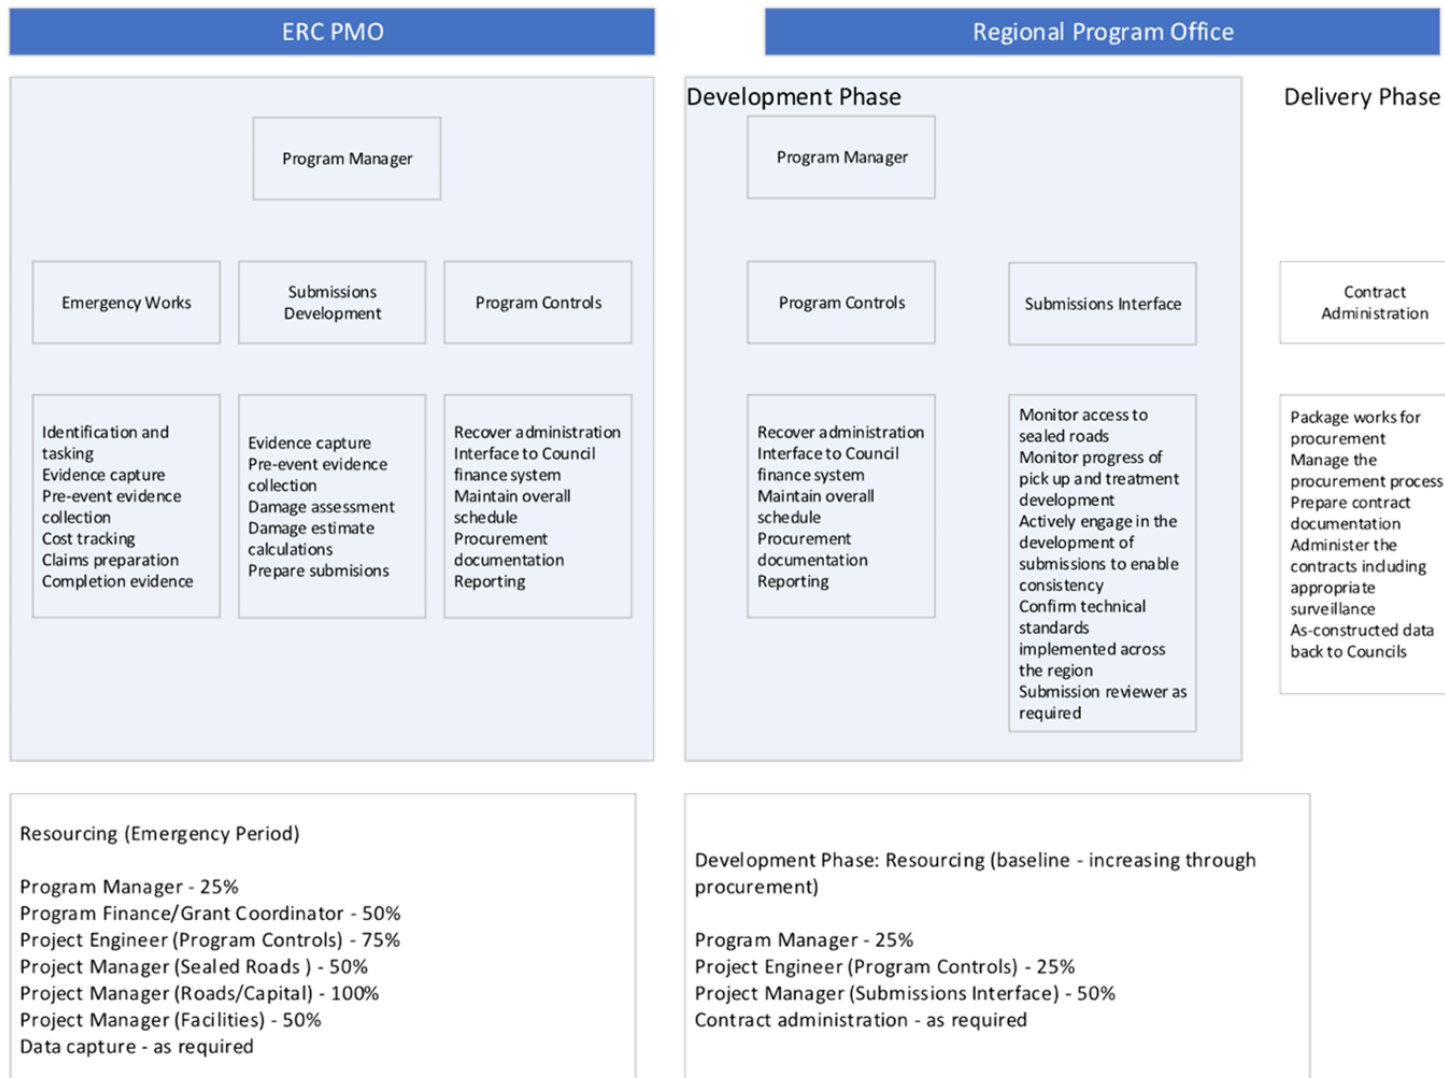 ERC PMO
Regional Program Office
Program Manager
Emergency Works
Submissions
Development
Program Controls
Identification and
tasking
Evidence capture
Pre-event evidence
collection
Cost tracking
Claims preparation
Completion evidence
Evidence capture
Pre-event evidence
collection
Damage assessment
Damage estimate
calculations
Prepare submisions
Recover administration
Interface to Council
finance system
Maintain overall
schedule
Procurement
documentation
Reporting
Development Phase
Program Manager
Program Controls
Submissions Interface
Recover administration
Interface to Council
finance system
Maintain overall
schedule
Procurement
documentation
Reporting
Monitor access to
sealed roads
Monitor progress of
pick up and treatment
development
Actively engage in the
development of
submissions to enable
consistency
Confirm technical
standards
implemented across
the region
Submission reviewer as
required
Delivery Phase
Contract
Administration
Package works for
procurement
Manage the
procurement process
Prepare contract
documentation
Administer the
contracts including
appropriate
surveillance
As-constructed data
back to Councils
Resourcing (Emergency Period)
Program Manager - 25%
Program Finance/Grant Coordinator - 50%
Project Engineer (Program Controls) - 75%
Project Manager (Sealed Roads ) - 50%
Project Manager (Roads/Capital) - 100%
Project Manager (Facilities) - 50%
Data capture - as required
Development Phase: Resourcing (baseline - increasing through
procurement)
Program Manager - 25%
Project Engineer (Program Controls) - 25%
Project Manager (Submissions Interface) - 50%
Contract administration - as required